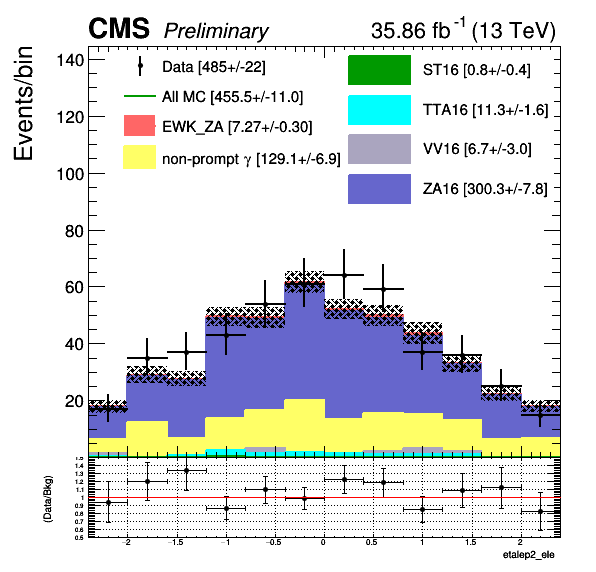 CMS Preliminary 35.86 fb⁻¹ (13 TeV)
Events/bin
140
120
100
80
60
40
20
Data [485+/-22]
All MC [455.5+/-11.0]
EWK_ZA [7.27+/-0.30]
non-prompt γ [129.1+/-6.9]
ST16 [0.8+/-0.4]
TTA16 [11.3+/-1.6]
VV16 [6.7+/-3.0]
ZA16 [300.3+/-7.8]
(Data/Bkg)
1.5
1.4
1.3
1.2
1.1
1
0.9
0.8
0.7
0.6
0.5
−2 −1.5 −1.0 −0.5 0 0.5 1.0 1.5 2
etalep2_ele